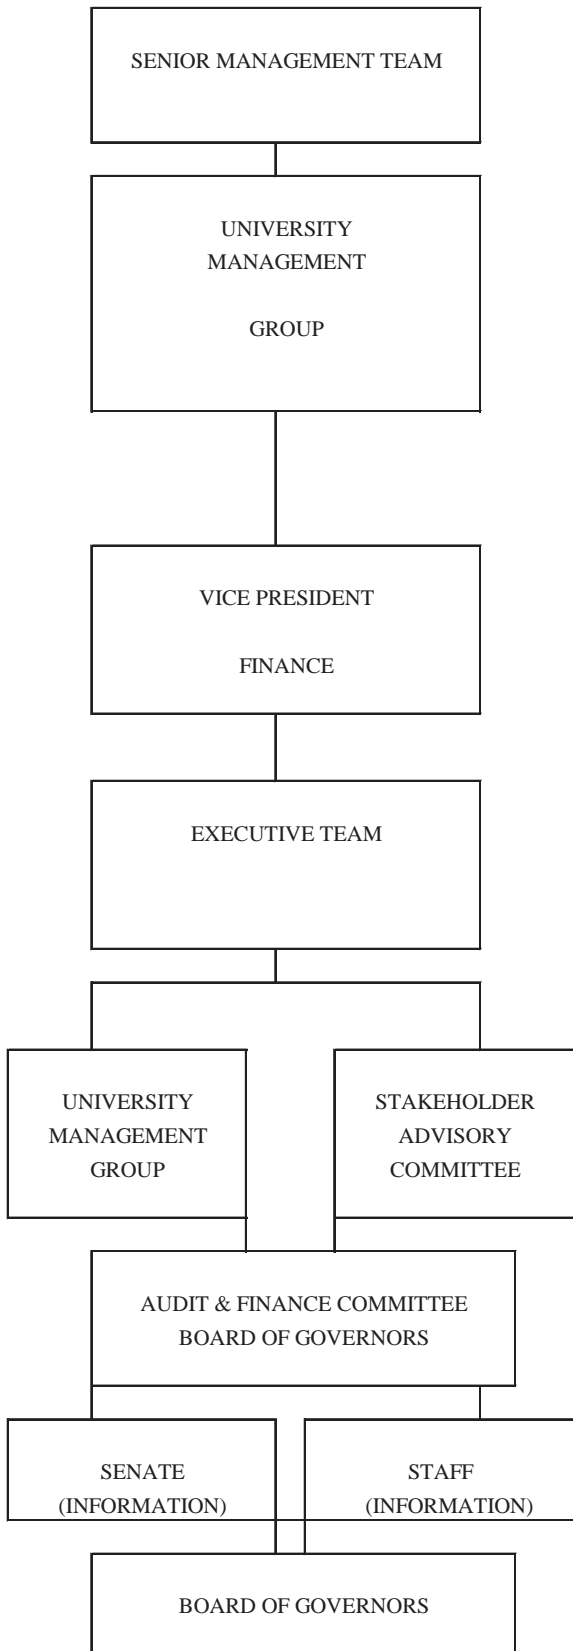 SENIOR MANAGEMENT TEAM
UNIVERSITY
MANAGEMENT
GROUP
VICE PRESIDENT
FINANCE
EXECUTIVE TEAM
UNIVERSITY
MANAGEMENT
GROUP
STAKEHOLDER
ADVISORY
COMMITTEE
AUDIT & FINANCE COMMITTEE
BOARD OF GOVERNORS
SENATE
(INFORMATION)
STAFF
(INFORMATION)
BOARD OF GOVERNORS